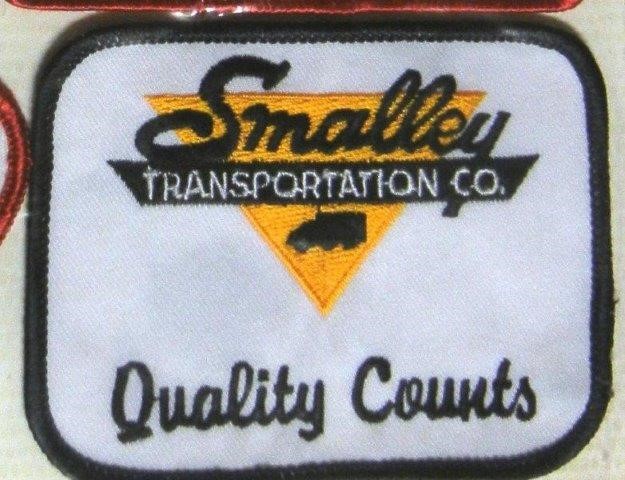 Smalley
TRANSPORTATION CO.
Quality Counts